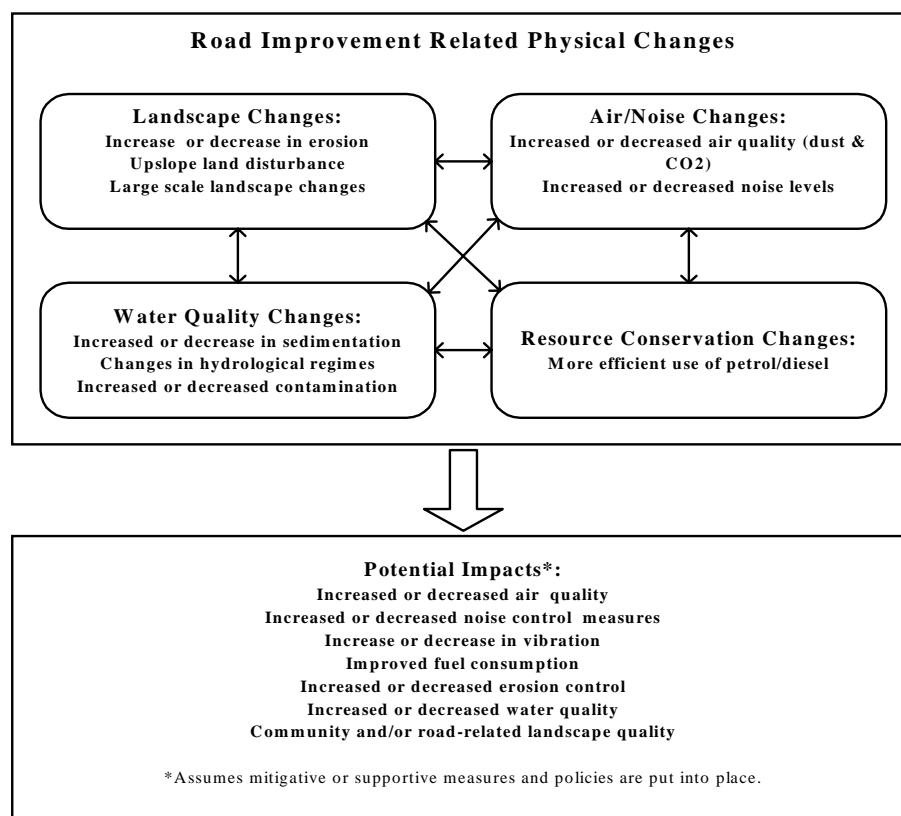 Road Improvement Related Physical Changes
Landscape Changes:
Increase or decrease in erosion
Upslope land disturbance
Large scale landscape changes
Air/Noise Changes:
Increased or decreased air quality (dust &
CO2)
Increased or decreased noise levels
Water Quality Changes:
Increased or decrease in sedimentation
Changes in hydrological regimes
Increased or decreased contamination
Resource Conservation Changes:
More efficient use of petrol/diesel
Potential Impacts*:
Increased or decreased air quality
Increased or decreased noise control measures
Increase or decrease in vibration
Improved fuel consumption
Increased or decreased erosion control
Increased or decreased water quality
Community and/or road-related landscape quality
*Assumes mitigative or supportive measures and policies are put into place.